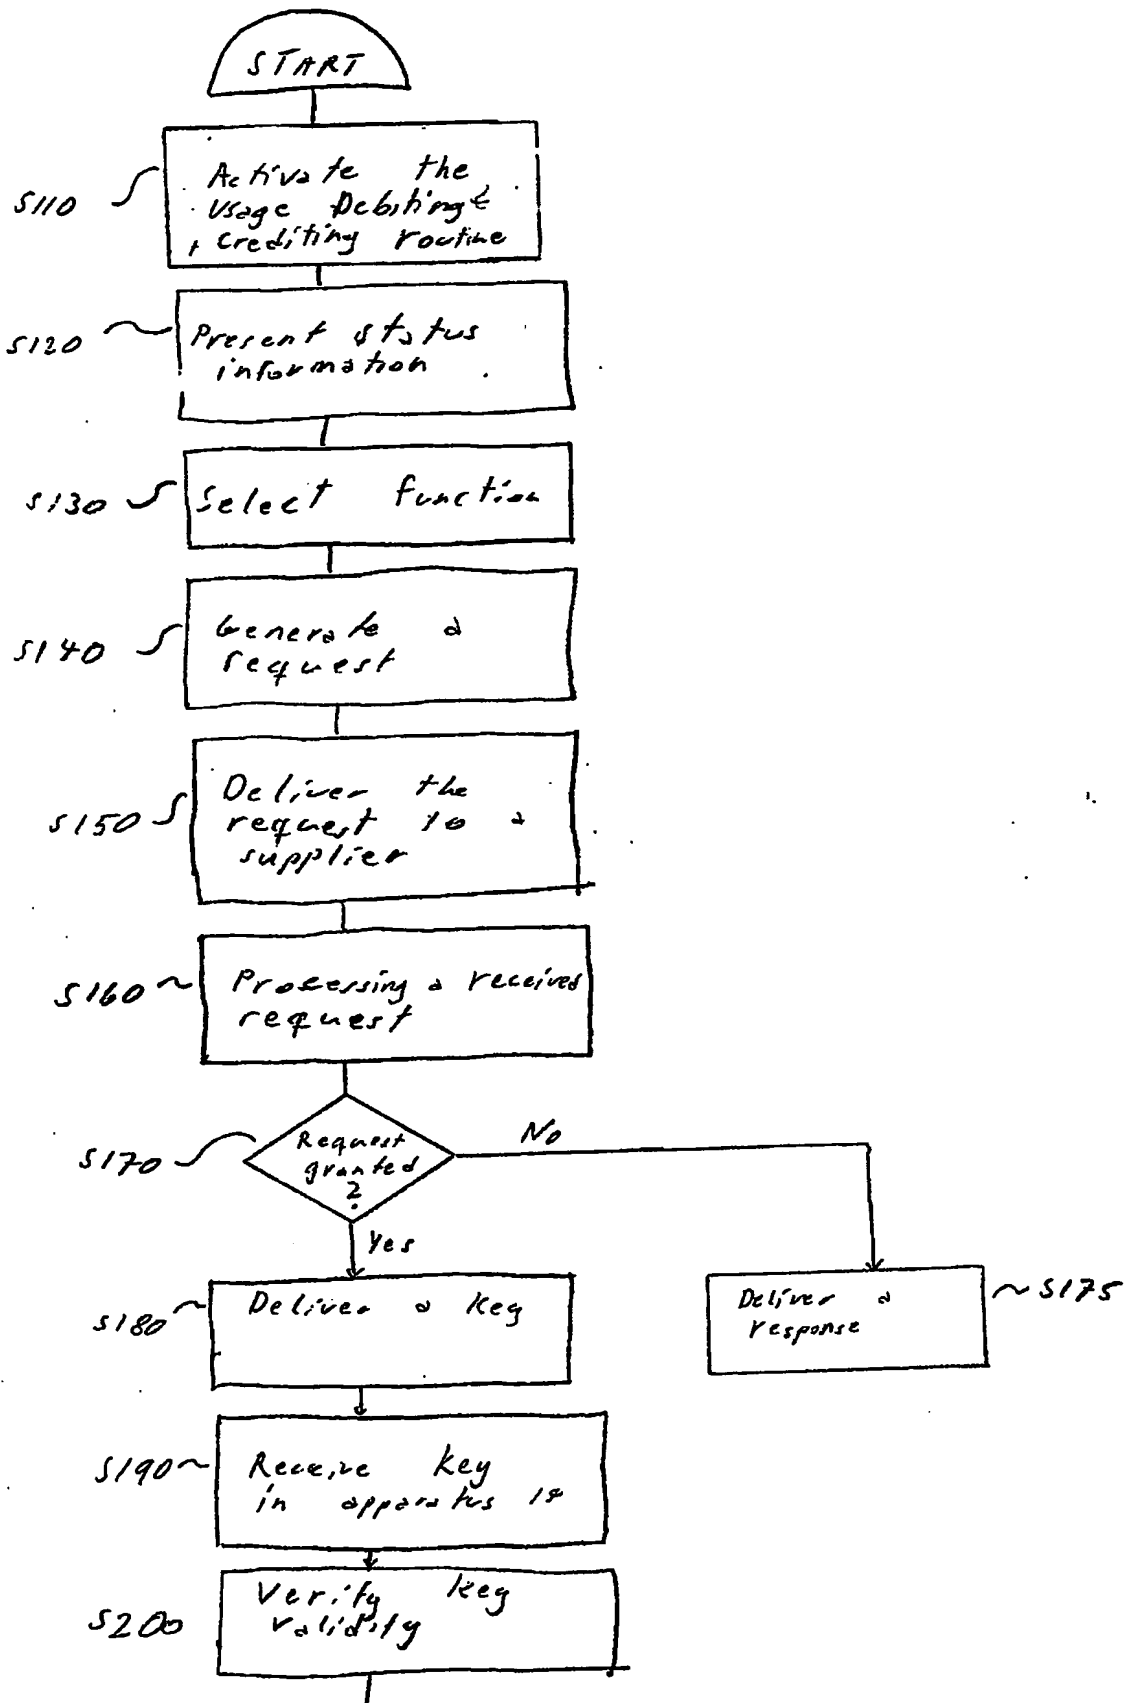 START
S110
Activate the
Usage Debiting &
crediting routine
S120
Present status
information
S130
Select function
S140
Generate a
request
S150
Deliver the
request to a
supplier
S160
Processing a received
request
S170
Request
granted
?
No
Yes
S180
Deliver a key
Deliver a
response
S175
S190
Receive key
in apparatus
S200
Verify key
validity